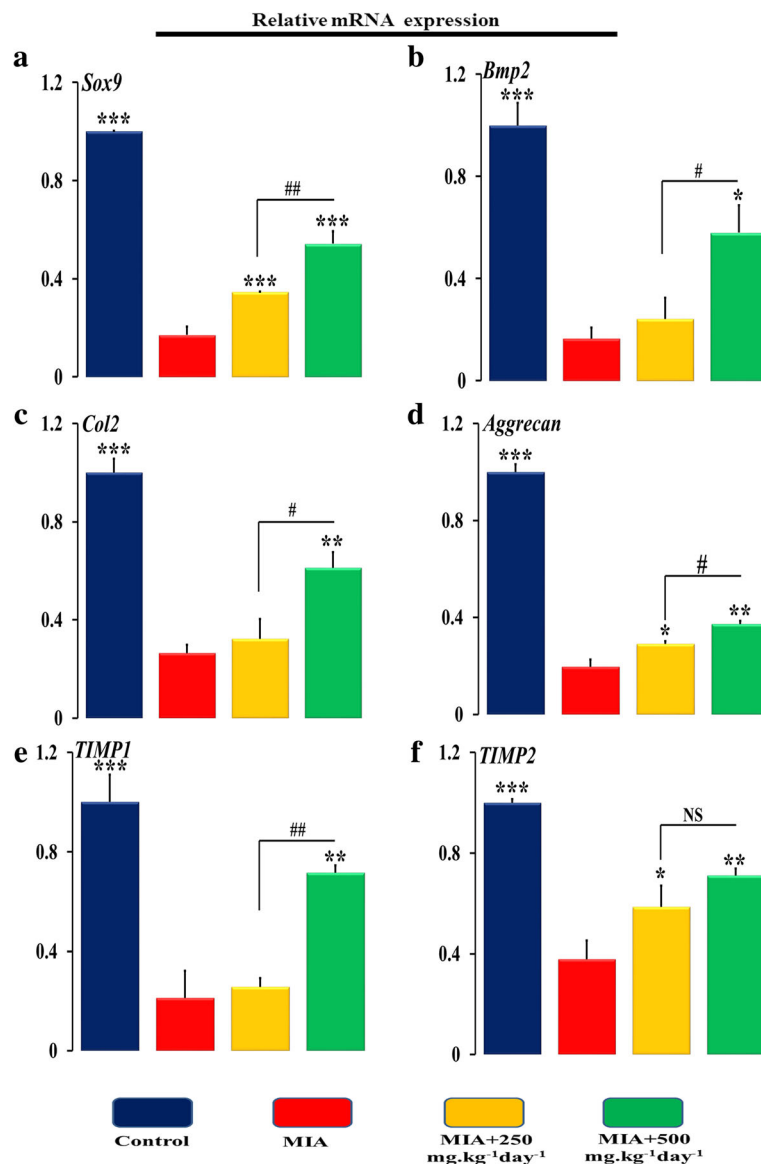 Relative mRNA expression
a
Sox9
1.2
***
1.0
##
***
***
0.4
0
b
Bmp2
1.2
***
0.8
#
*
0.4
0
c
Col2
1.2
***
0.8
#
**
0.4
0
d
Aggrecan
1.2
***
0.8
#
**
*
0.4
0
e
TIMP1
1.2
***
0.8
##
**
0.4
0
f
TIMP2
1.2
***
0.8
NS
**
*
0.4
0
Control
MIA
MIA+250
mg.kg⁻¹day⁻¹
MIA+500
mg.kg⁻¹day⁻¹